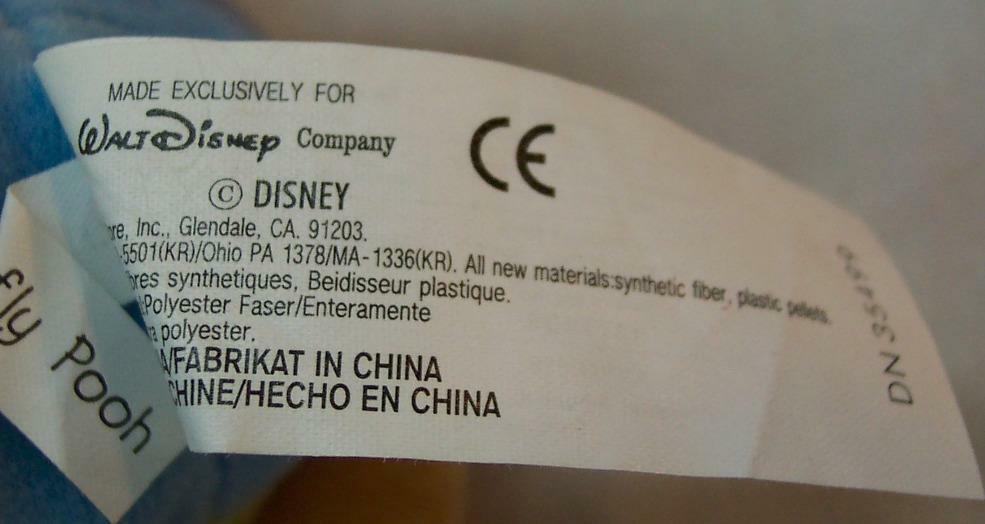 MADE EXCLUSIVELY FOR
WALT DISNEY Company
CE
© DISNEY
re, Inc., Glendale, CA. 91203.
-5501(KR)/Ohio PA 1378/MA-1336(KR). All new materials:synthetic fiber, plastic pellets.
res synthetiques, Beidisseur plastique.
Polyester Faser/Enteramente
polyester.
/FABRIKAT IN CHINA
CHINE/HECHO EN CHINA
fly Pooh